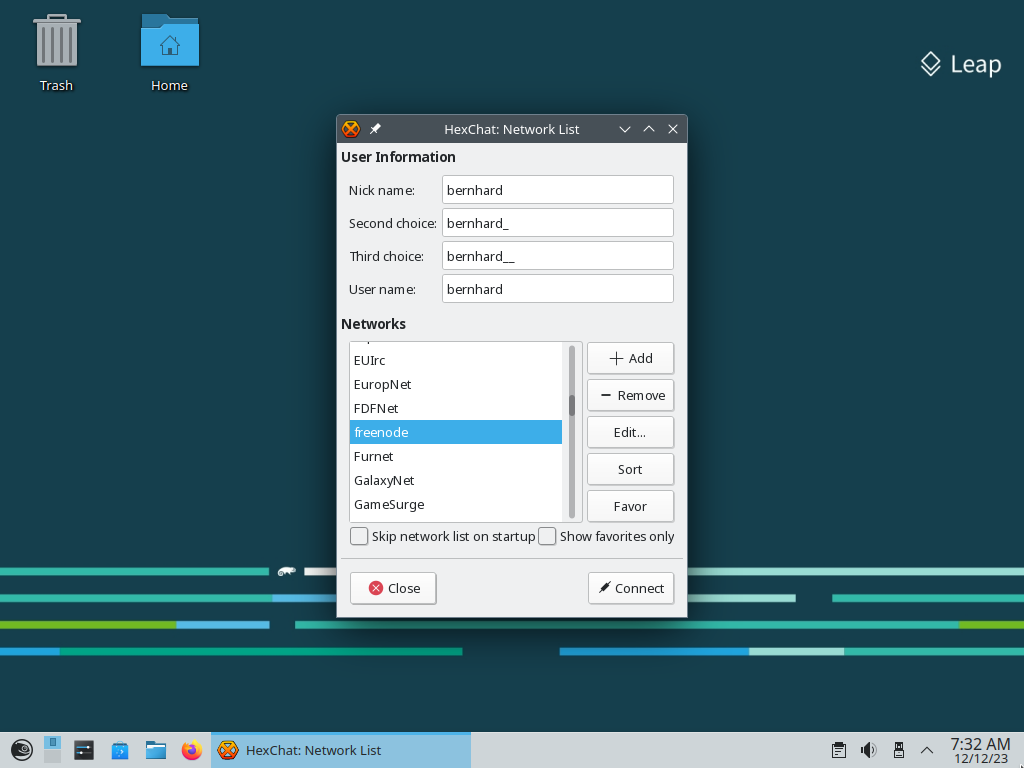 Trash
Home
Leap
HexChat: Network List
User Information
Nick name:
bernhard
Second choice:
bernhard_
Third choice:
bernhard__
User name:
bernhard
Networks
EUIrc
EuropNet
FDFNet
freenode
Furnet
GalaxyNet
GameSurge
Add
Remove
Edit...
Sort
Favor
Skip network list on startup
Show favorites only
Close
Connect
HexChat: Network List
7:32 AM
12/12/23